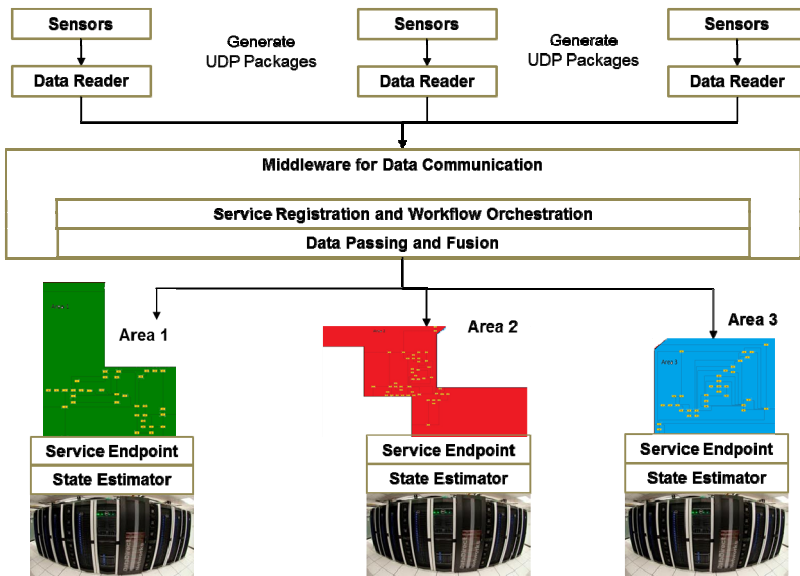 Sensors
Generate
UDP Packages
Sensors
Generate
UDP Packages
Sensors
Data Reader
Data Reader
Data Reader
Middleware for Data Communication
Service Registration and Workflow Orchestration
Data Passing and Fusion
Area 1
Area 2
Area 3
Area 3
Service Endpoint
State Estimator
Service Endpoint
State Estimator
Service Endpoint
State Estimator